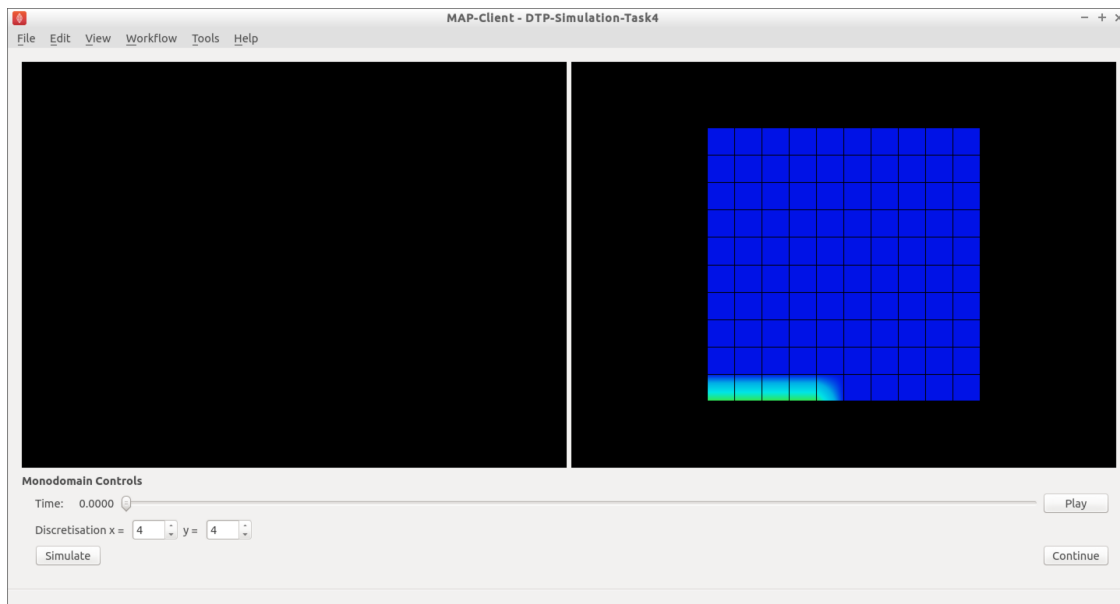 MAP-Client - DTP-Simulation-Task4
File Edit View Workflow Tools Help
Monodomain Controls
Time: 0.0000 Play
Discretisation x = 4 y = 4
Simulate Continue